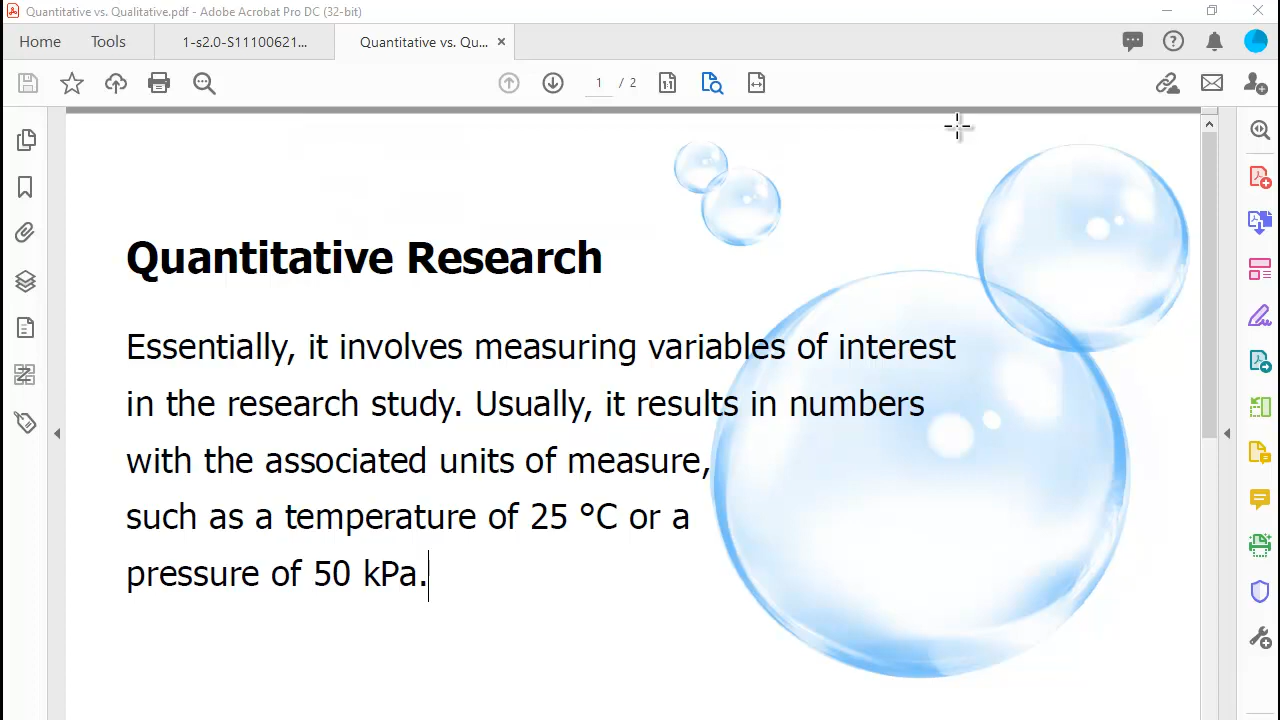 Quantitative vs. Qualitative.pdf - Adobe Acrobat Pro DC (32-bit)
Home Tools 1-s2.0-S11100621... Quantitative vs. Qu... ×
1 / 2
Quantitative Research
Essentially, it involves measuring variables of interest
in the research study. Usually, it results in numbers
with the associated units of measure,
such as a temperature of 25 °C or a
pressure of 50 kPa.